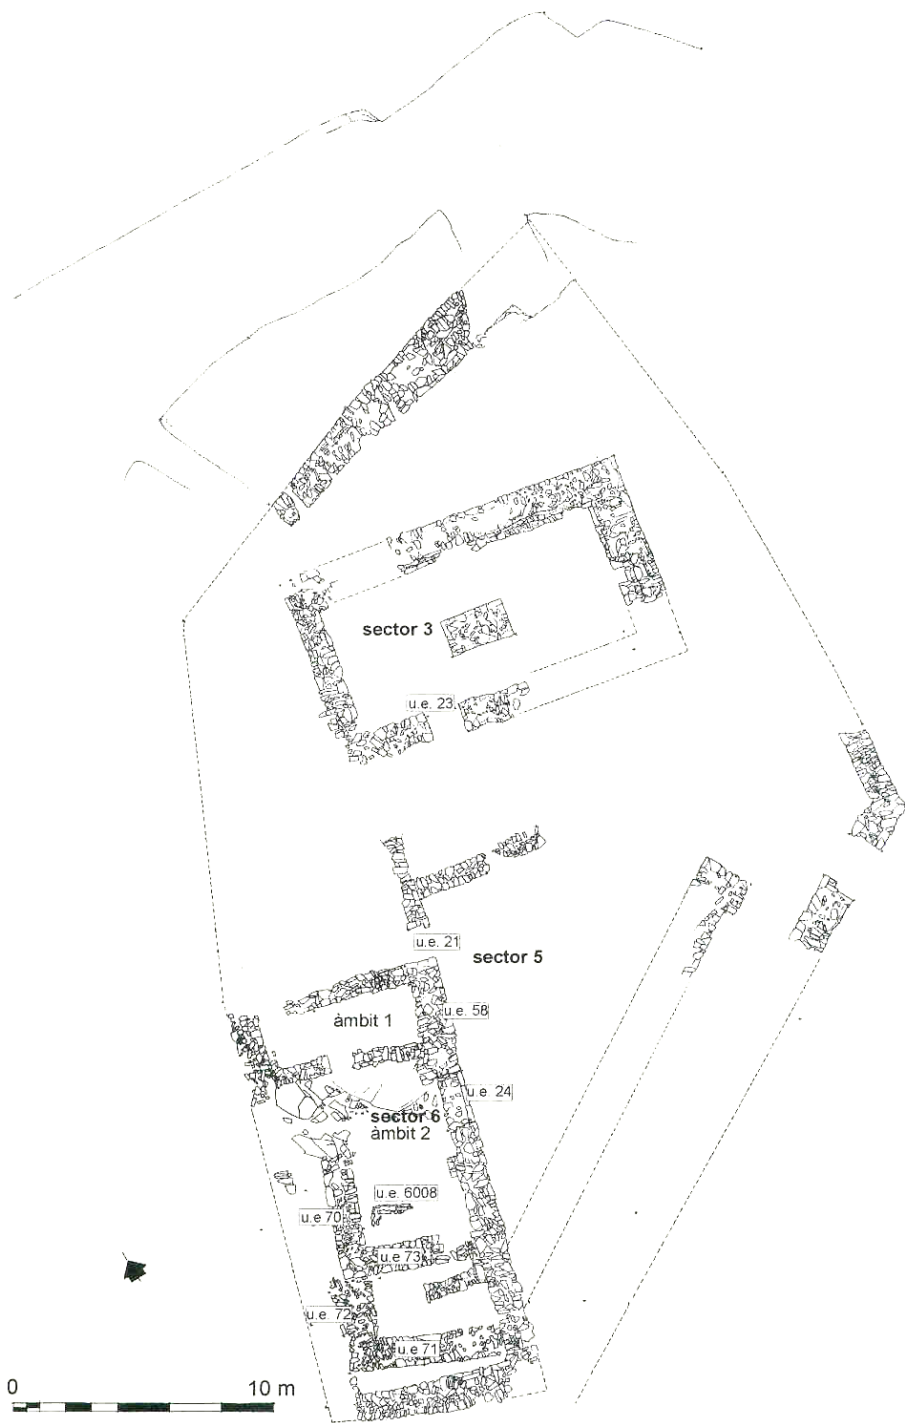 sector 3
u.e. 23
u.e. 21
sector 5
u.e. 58
àmbit 1
u.e 24
sector 6
àmbit 2
u.e. 6008
u.e 70
u.e 73
u.e. 72
u.e 71
0 10 m